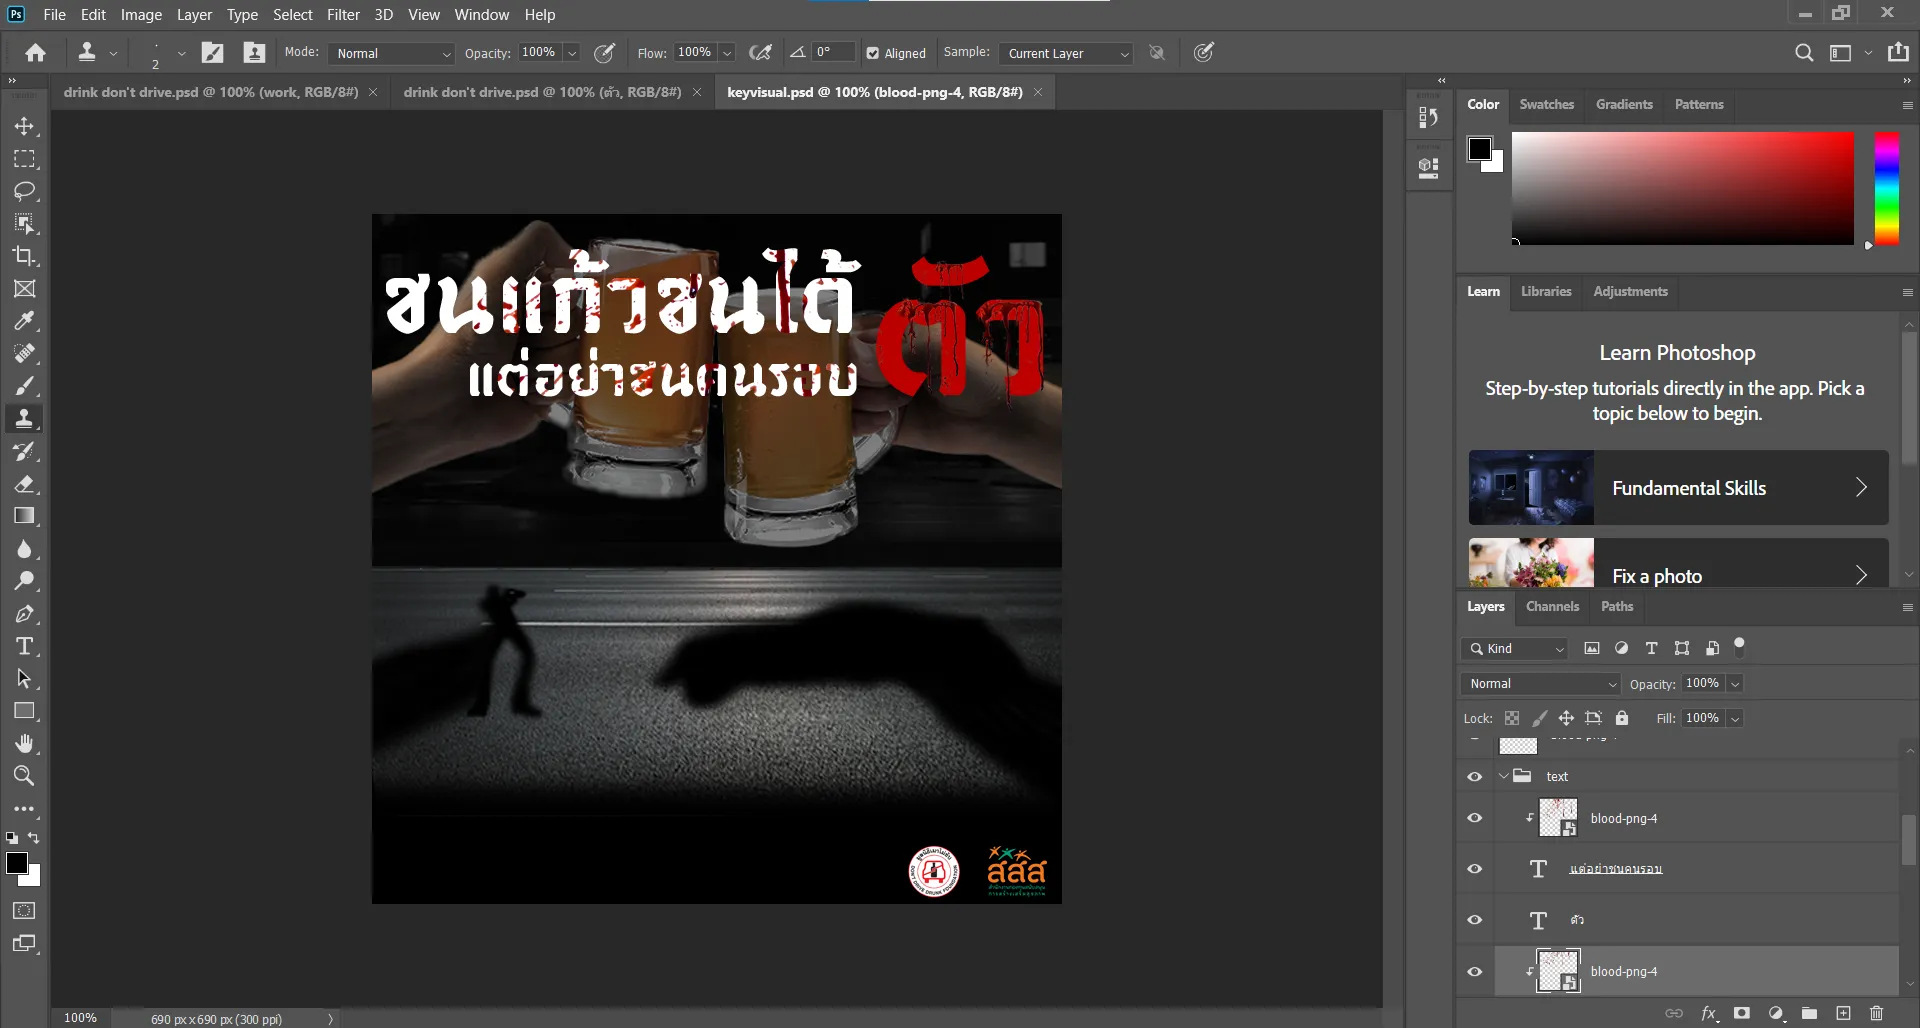 Ps File Edit Image Layer Type Select Filter 3D View Window Help
2 Mode: Normal Opacity: 100% Flow: 100% 0° Aligned Sample: Current Layer
drink don't drive.psd @ 100% (work, RGB/8#) drink don't drive.psd @ 100% (ตัว, RGB/8#) keyvisual.psd @ 100% (blood-png-4, RGB/8#)
ชนแก้วชนได้
แต่อย่าชนคนรอบ
ตัว
สสส
Color Swatches Gradients Patterns
Learn Libraries Adjustments
Learn Photoshop
Step-by-step tutorials directly in the app. Pick a
topic below to begin.
Fundamental Skills
Fix a photo
Layers Channels Paths
Kind
Normal Opacity: 100%
Lock: Fill: 100%
text
blood-png-4
แต่อย่าชนคนรอบ
ตัว
blood-png-4
fx
100% 690 px x 690 px (300 ppi)